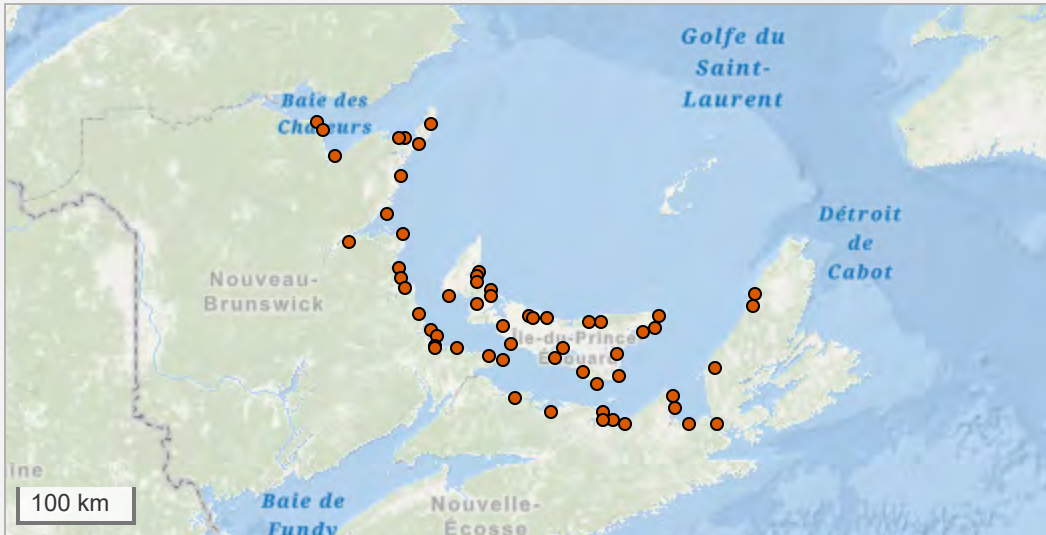 Golfe du
Saint-
Laurent
Baie des
Chaleurs
Détroit
de
Cabot
Nouveau-
Brunswick
Île-du-Prince
Édouard
ine
100 km
Baie de
Fundy
Nouvelle-
Écosse